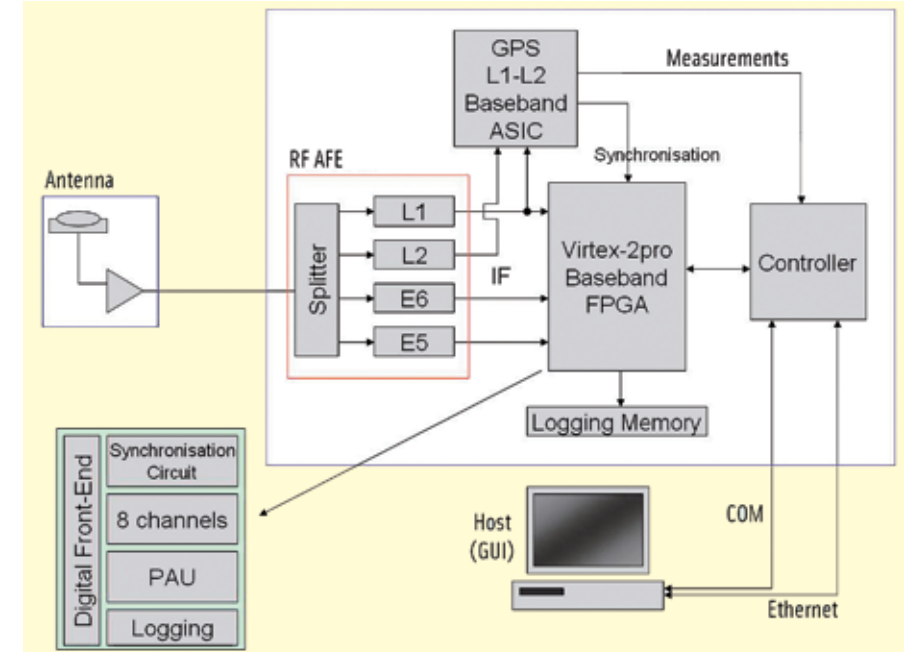 GPS
L1-L2
Baseband
ASIC
Measurements
Synchronisation
RF AFE
Antenna
Splitter
L1
L2
E6
E5
IF
Virtex-2pro
Baseband
FPGA
Controller
Logging Memory
Digital Front-End
Synchronisation
Circuit
8 channels
PAU
Logging
Host
(GUI)
COM
Ethernet